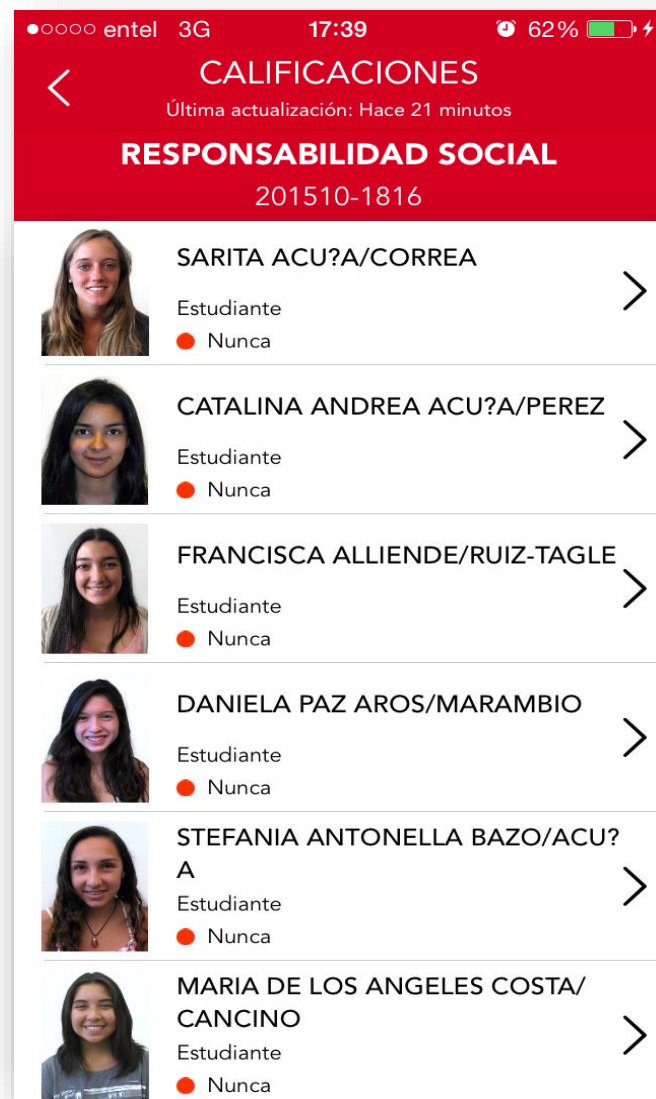 entel 3G 17:39 62%
CALIFICACIONES
Última actualización: Hace 21 minutos
RESPONSABILIDAD SOCIAL
201510-1816
SARITA ACU?A/CORREA
Estudiante
Nunca
CATALINA ANDREA ACU?A/PEREZ
Estudiante
Nunca
FRANCISCA ALLIENDE/RUIZ-TAGLE
Estudiante
Nunca
DANIELA PAZ AROS/MARAMBIO
Estudiante
Nunca
STEFANIA ANTONELLA BAZO/ACU?
A
Estudiante
Nunca
MARIA DE LOS ANGELES COSTA/
CANCINO
Estudiante
Nunca